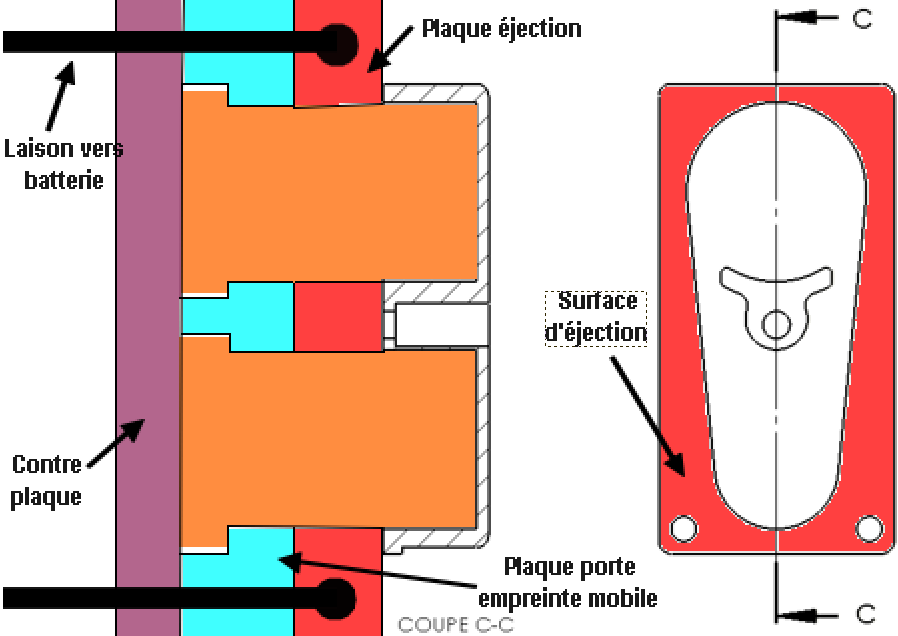 Plaque éjection
C
Laison vers
batterie
Surface
d'éjection
Contre
plaque
Plaque porte
empreinte mobile
COUPE C-C
C